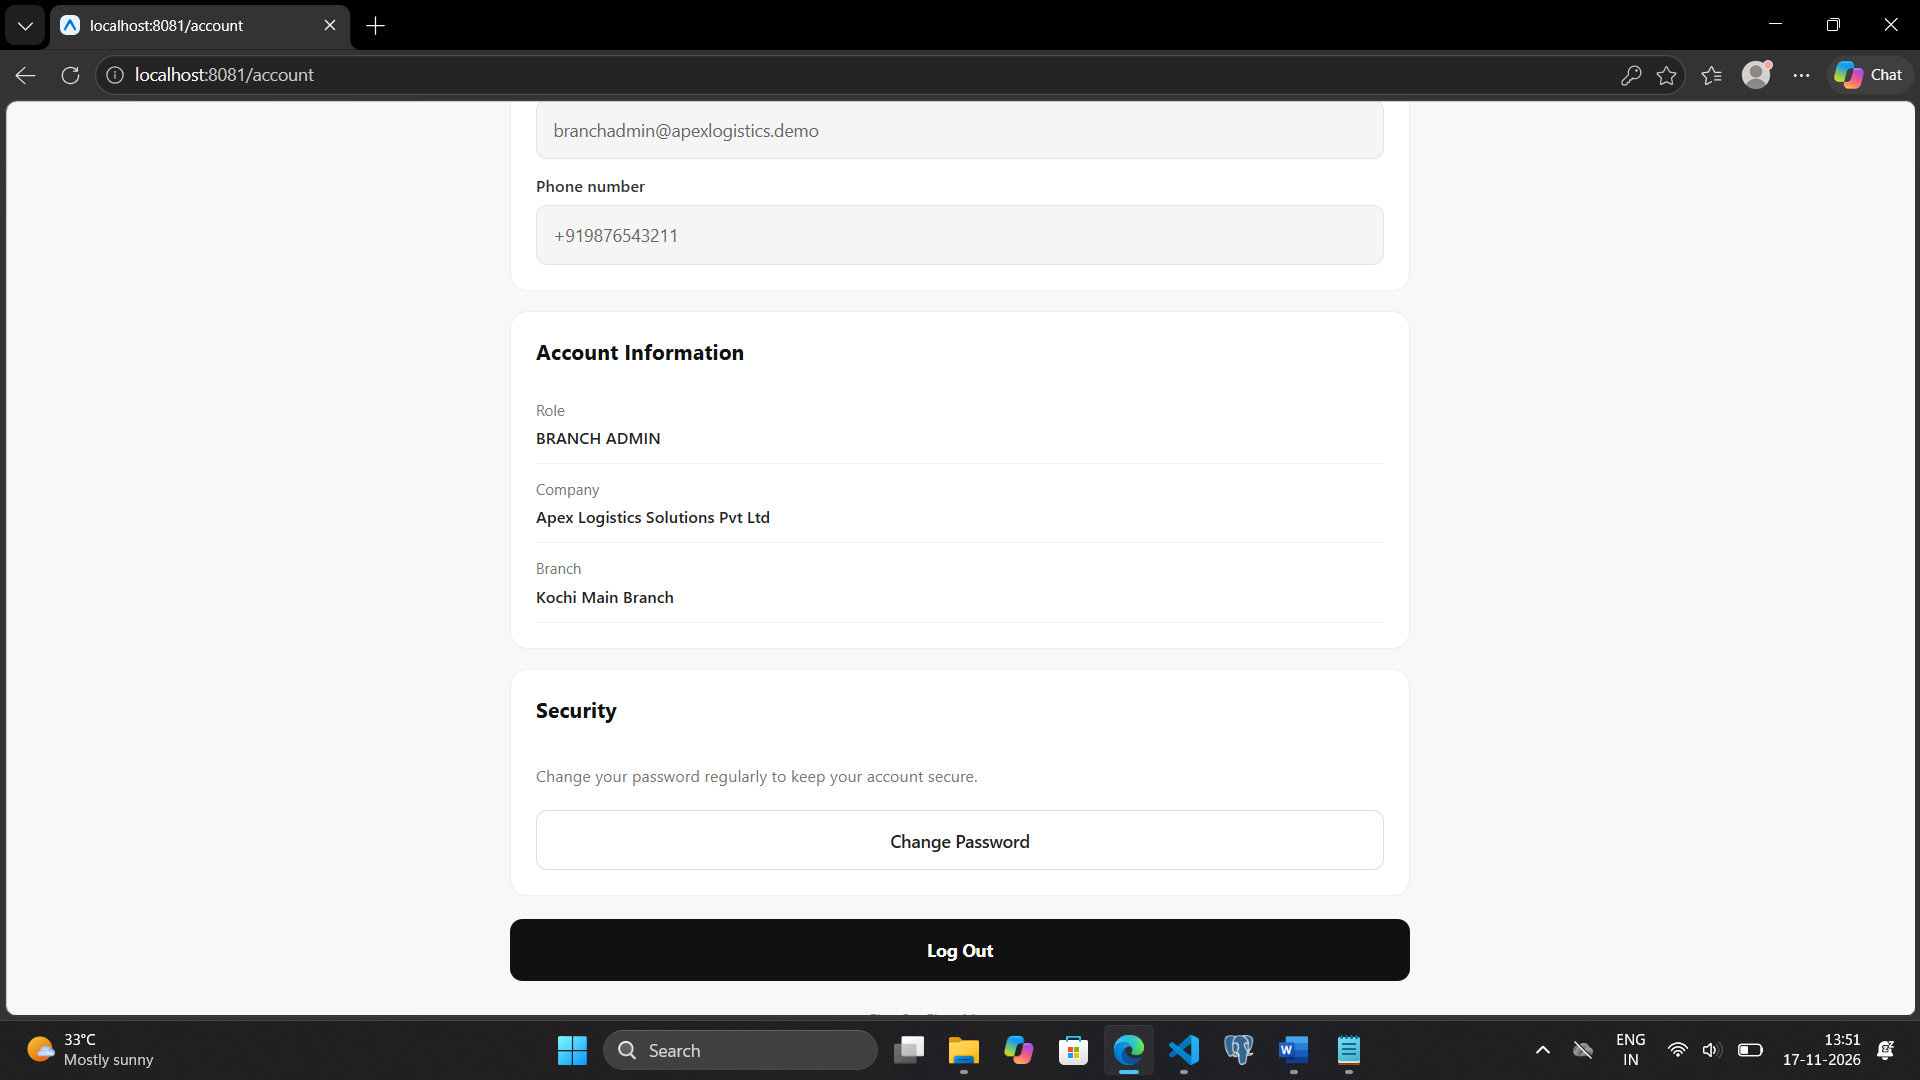 localhost:8081/account
localhost:8081/account
Chat
branchadmin@apexlogistics.demo
Phone number
+919876543211
Account Information
Role
BRANCH ADMIN
Company
Apex Logistics Solutions Pvt Ltd
Branch
Kochi Main Branch
Security
Change your password regularly to keep your account secure.
Change Password
Log Out
33°C
Mostly sunny
Search
ENG
IN
13:51
17-11-2026